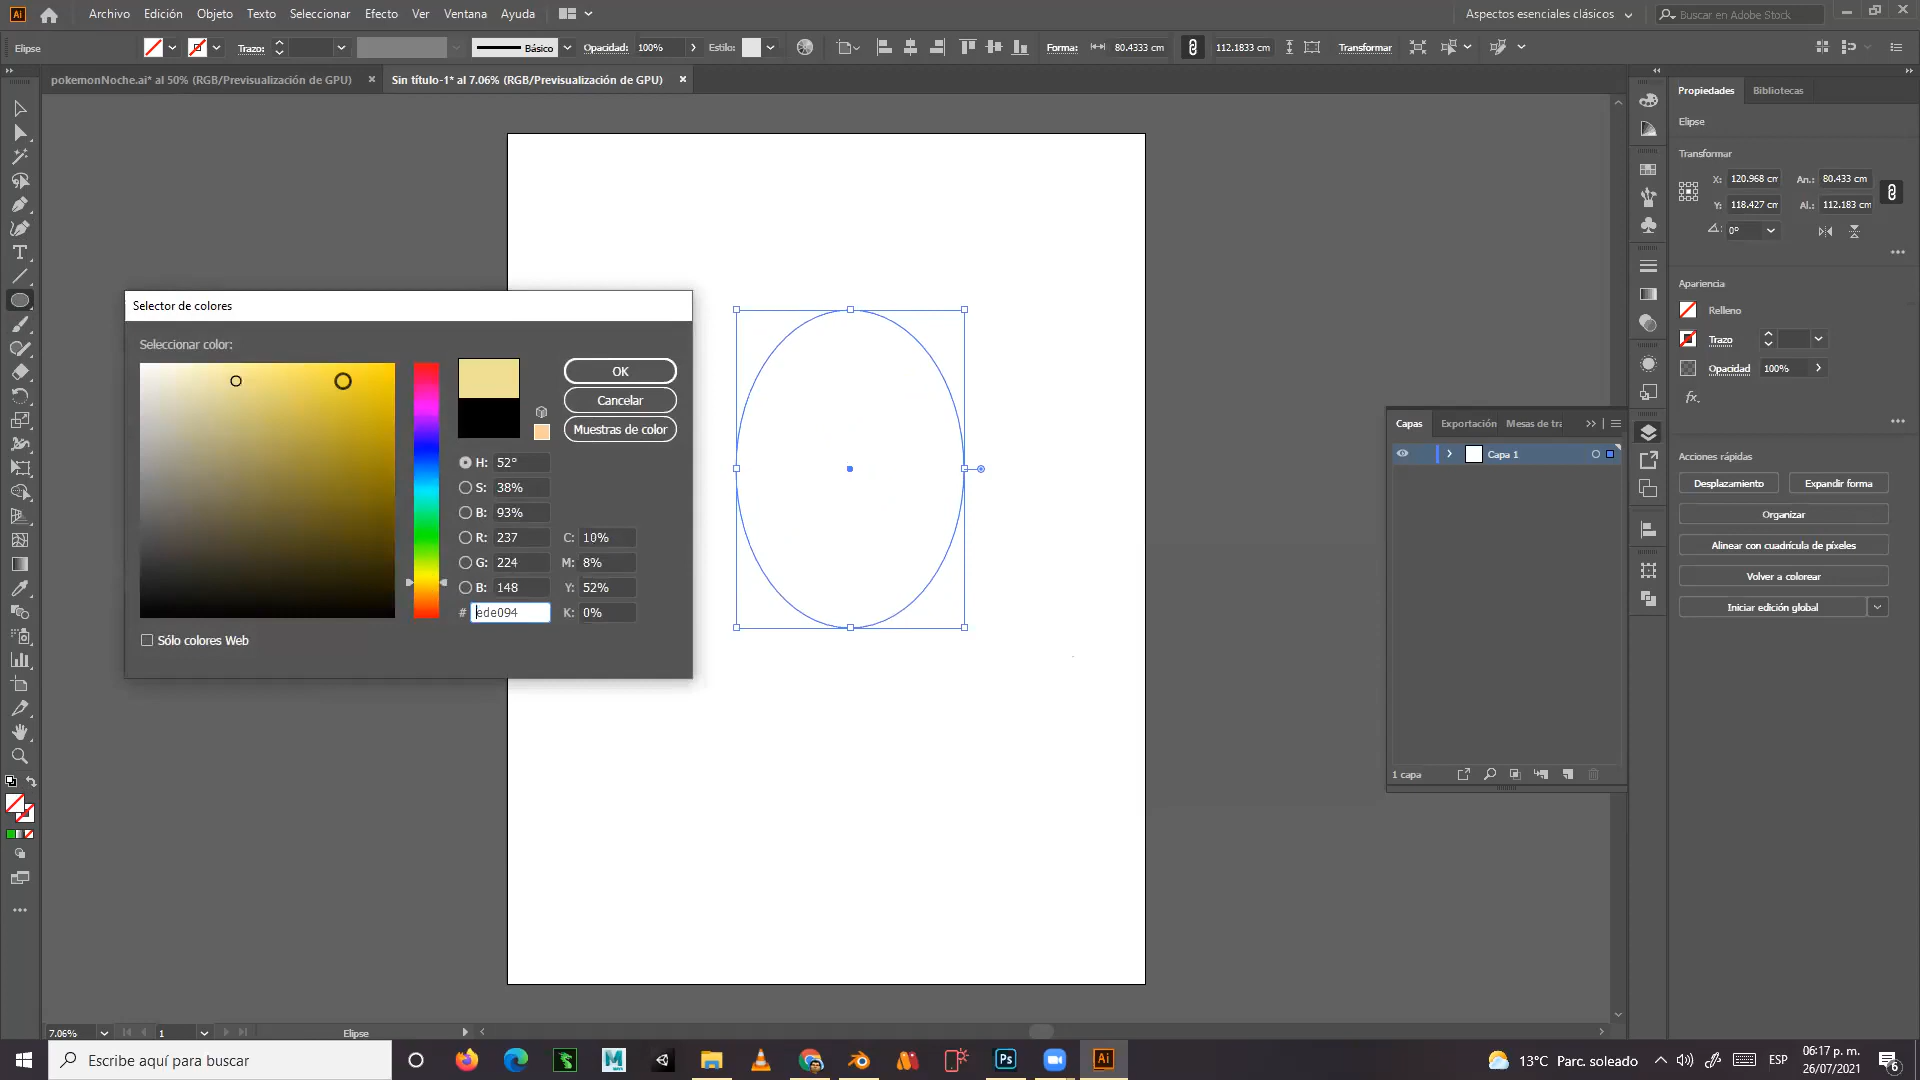 Ai Archivo Edición Objeto Texto Seleccionar Efecto Ver Ventana Ayuda Aspectos esenciales clásicos Buscar en Adobe Stock
Elipse Trazo: Básico Opacidad: 100% Estilo: Forma: 80.4333 cm 112.1833 cm Transformar
pokemonNoche.ai* al 50% (RGB/Previsualización de GPU) × Sin título-1* al 7.06% (RGB/Previsualización de GPU) ×
Propiedades Bibliotecas
Elipse
Transformar
X: 120.968 cm An.: 80.433 cm
Y: 118.427 cm Al.: 112.183 cm
0°
Apariencia
Relleno
Trazo
Opacidad 100%
fx.
Acciones rápidas
Desplazamiento Expandir forma
Organizar
Alinear con cuadrícula de píxeles
Volver a colorear
Iniciar edición global
Selector de colores
Seleccionar color:
OK
Cancelar
Muestras de color
H: 52°
S: 38%
B: 93%
R: 237 C: 10%
G: 224 M: 8%
B: 148 Y: 52%
# ede094 K: 0%
Sólo colores Web
Capas Exportación Mesas de tra
Capa 1
1 capa
7.06% 1 Elipse
Escribe aquí para buscar
Ps Ai
13°C Parc. soleado ESP
06:17 p. m.
26/07/2021
6